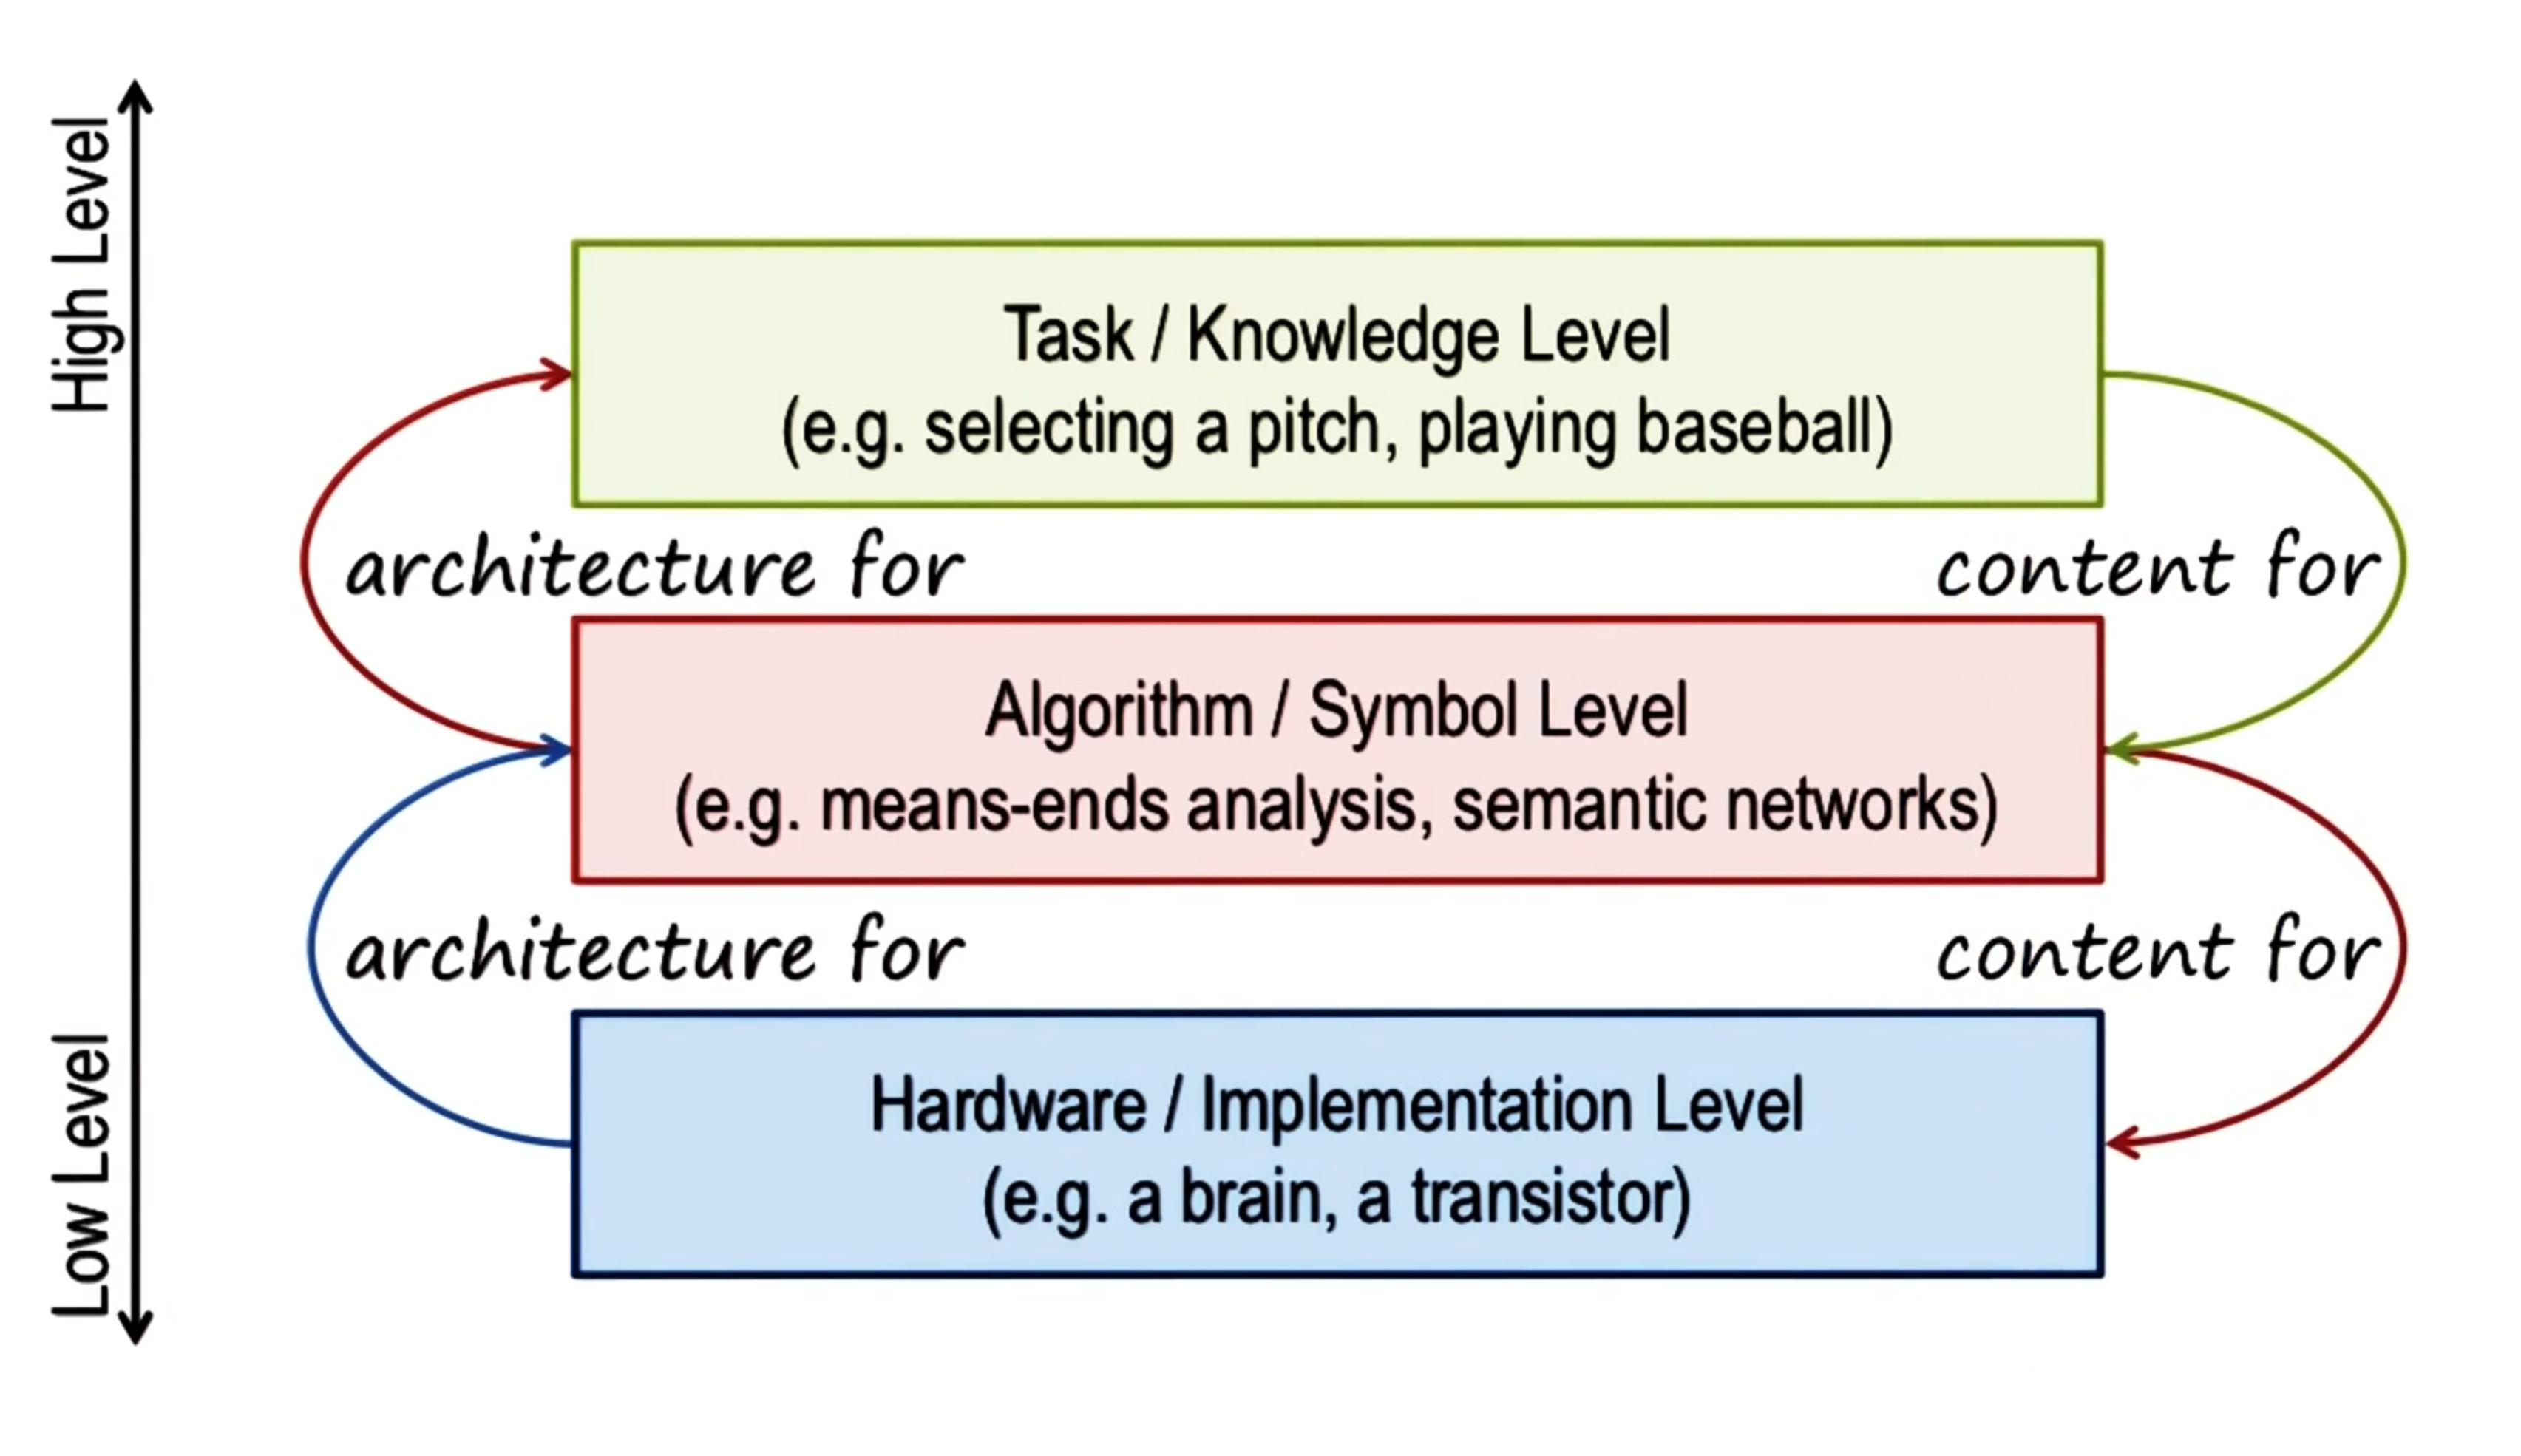 High Level
Task / Knowledge Level
(e.g. selecting a pitch, playing baseball)
architecture for
content for
Algorithm / Symbol Level
(e.g. means-ends analysis, semantic networks)
architecture for
content for
Low Level
Hardware / Implementation Level
(e.g. a brain, a transistor)